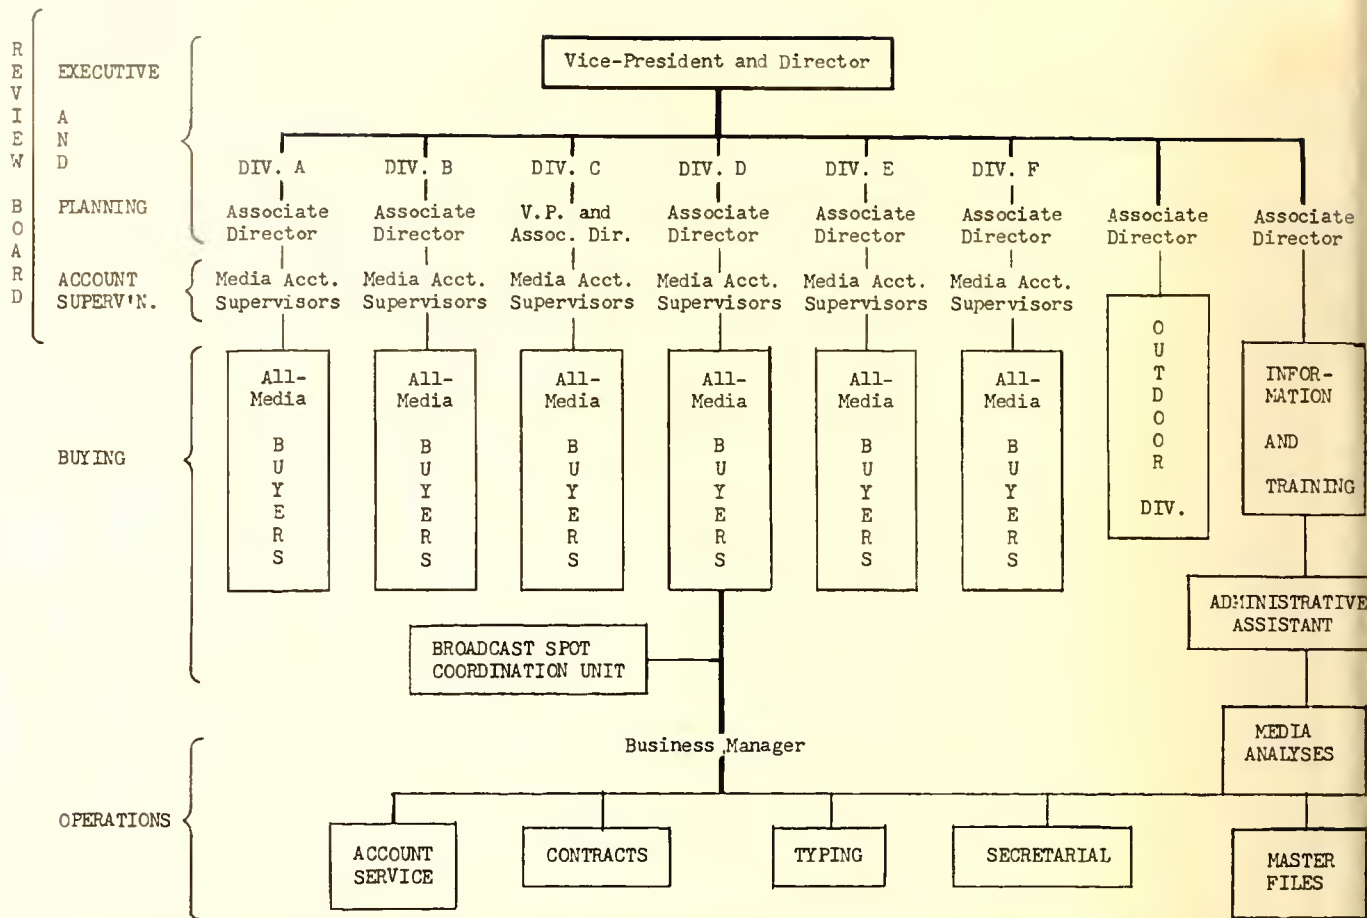 REVIEW BOARD
EXECUTIVE
AND
PLANNING
ACCOUNT
SUPERV'N.
BUYING
OPERATIONS
Vice-President and Director
DIV. A
DIV. B
DIV. C
DIV. D
DIV. E
DIV. F
Associate
Director
Associate
Director
V.P. and
Assoc. Dir.
Associate
Director
Associate
Director
Associate
Director
Associate
Director
Associate
Director
Media Acct.
Supervisors
Media Acct.
Supervisors
Media Acct.
Supervisors
Media Acct.
Supervisors
Media Acct.
Supervisors
Media Acct.
Supervisors
All-
Media
BUYERS
All-
Media
BUYERS
All-
Media
BUYERS
All-
Media
BUYERS
All-
Media
BUYERS
All-
Media
BUYERS
OUTDOOR
DIV.
INFOR-
MATION
AND
TRAINING
ADMINISTRATIVE
ASSISTANT
BROADCAST SPOT
COORDINATION UNIT
MEDIA
ANALYSES
Business Manager
ACCOUNT
SERVICE
CONTRACTS
TYPING
SECRETARIAL
MASTER
FILES